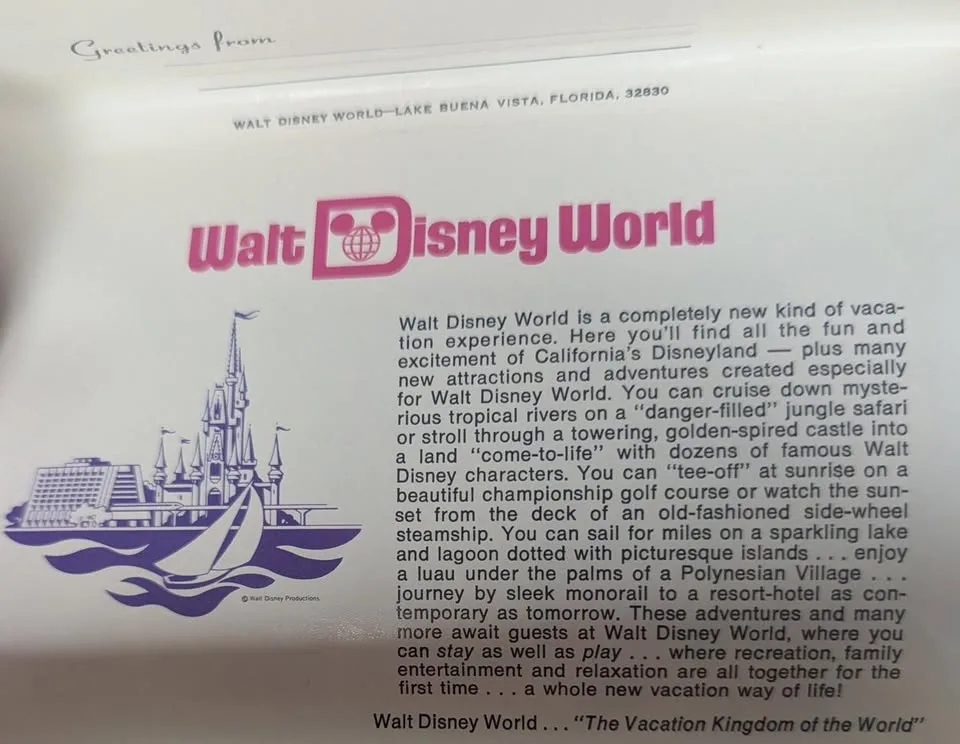 Greetings from
WALT DISNEY WORLD—LAKE BUENA VISTA, FLORIDA, 32830
Walt Disney World
Walt Disney World is a completely new kind of vaca-
tion experience. Here you'll find all the fun and
excitement of California's Disneyland — plus many
new attractions and adventures created especially
for Walt Disney World. You can cruise down myste-
rious tropical rivers on a "danger-filled" jungle safari
or stroll through a towering, golden-spired castle into
a land "come-to-life" with dozens of famous Walt
Disney characters. You can "tee-off" at sunrise on a
beautiful championship golf course or watch the sun-
set from the deck of an old-fashioned side-wheel
steamship. You can sail for miles on a sparkling lake
and lagoon dotted with picturesque islands . . . enjoy
a luau under the palms of a Polynesian Village . . .
journey by sleek monorail to a resort-hotel as con-
temporary as tomorrow. These adventures and many
more await guests at Walt Disney World, where you
can stay as well as play . . . where recreation, family
entertainment and relaxation are all together for the
first time . . . a whole new vacation way of life!
© Walt Disney Productions
Walt Disney World . . . "The Vacation Kingdom of the World"